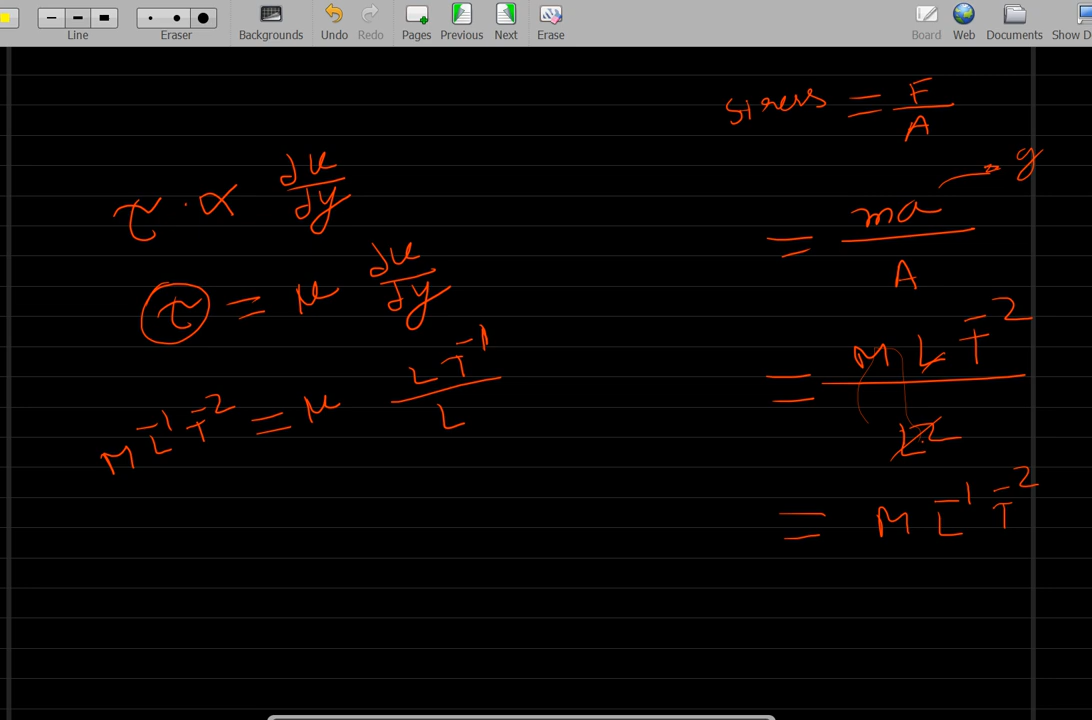 Line Eraser Backgrounds Undo Redo Pages Previous Next Erase Board Web Documents Show D
τ · ∝ du/dy
τ = μ du/dy
M L⁻¹ T⁻² = μ L T⁻¹ / L
stress = F/A
= ma/A → g
= M L T⁻² / L²
= M L⁻¹ T⁻²